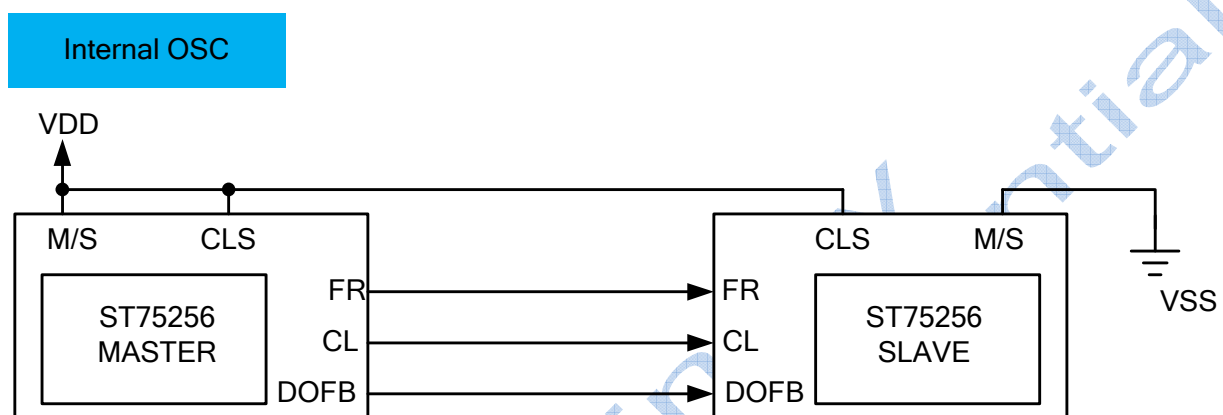 Internal OSC
VDD
M/S
CLS
CLS
M/S
FR
FR
VSS
ST75256
MASTER
CL
CL
ST75256
SLAVE
DOFB
DOFB